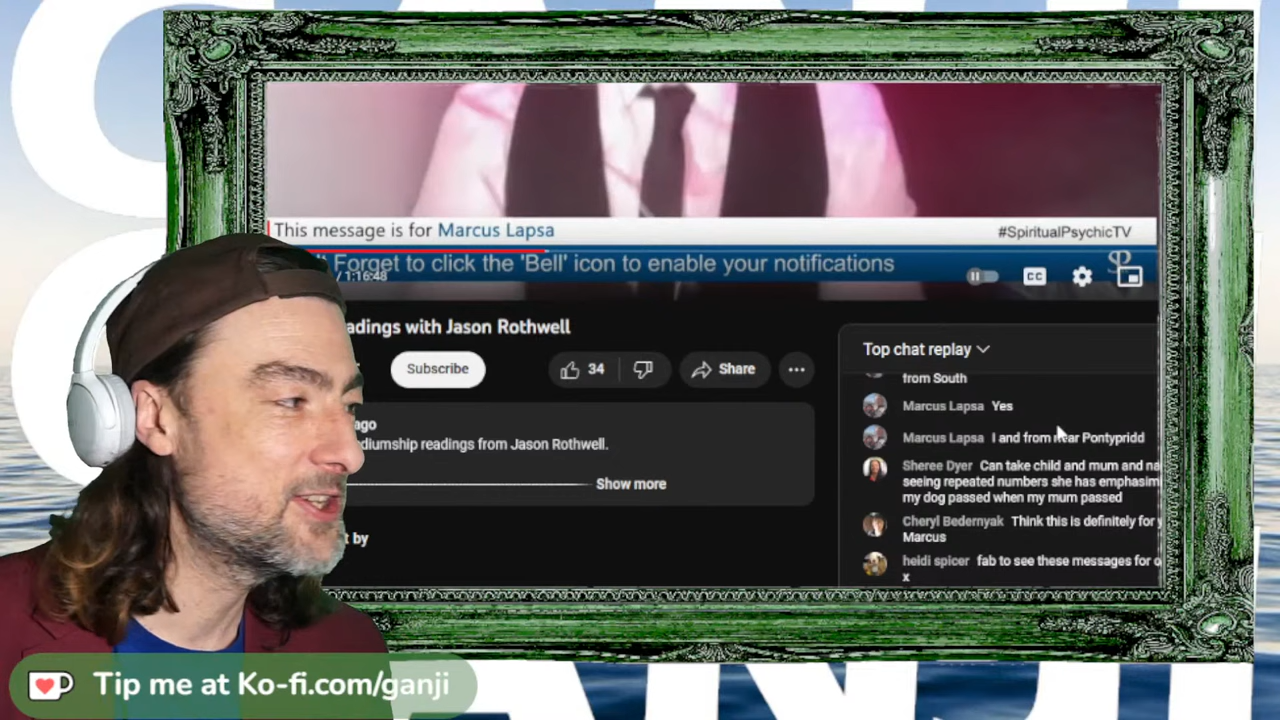 This message is for Marcus Lapsa
#SpiritualPsychicTV
Forget to click the 'Bell' icon to enable your notifications
/ 1:16:48
CC
adings with Jason Rothwell
Subscribe
34
Share
ago
diumship readings from Jason Rothwell.
Show more
t by
Top chat replay
from South
Marcus Lapsa Yes
Marcus Lapsa I and from near Pontypridd
Sheree Dyer Can take child and mum and na
seeing repeated numbers she has emphasim
my dog passed when my mum passed
Cheryl Bedernyak Think this is definitely for y
Marcus
heidi spicer fab to see these messages for o
x
Tip me at Ko-fi.com/ganji